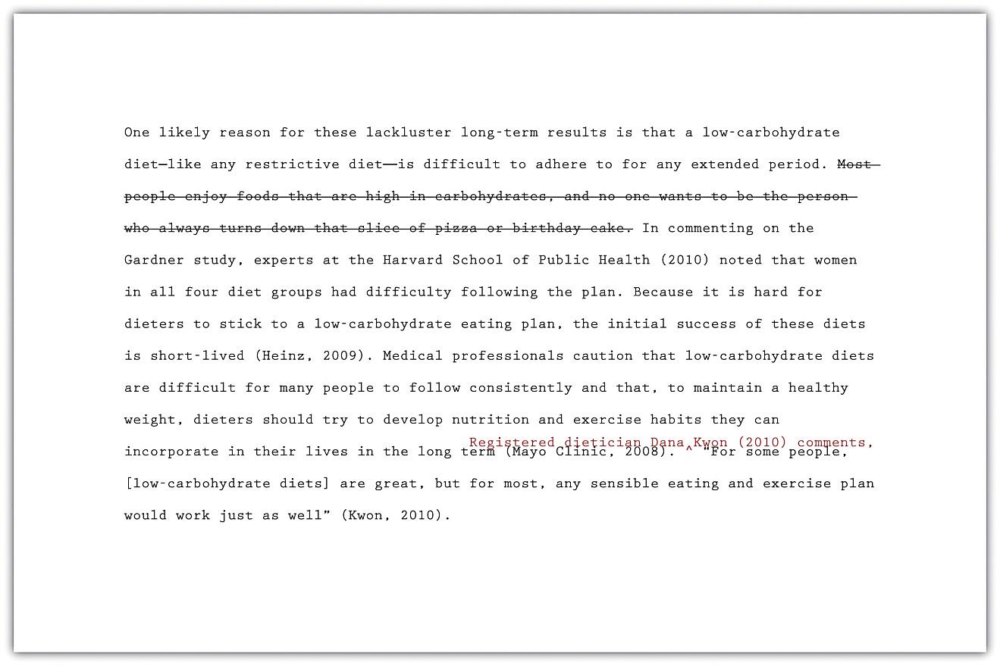 One likely reason for these lackluster long-term results is that a low-carbohydrate
diet—like any restrictive diet—is difficult to adhere to for any extended period. Most
people enjoy foods that are high in carbohydrates, and no one wants to be the person
who always turns down that slice of pizza or birthday cake. In commenting on the
Gardner study, experts at the Harvard School of Public Health (2010) noted that women
in all four diet groups had difficulty following the plan. Because it is hard for
dieters to stick to a low-carbohydrate eating plan, the initial success of these diets
is short-lived (Heinz, 2009). Medical professionals caution that low-carbohydrate diets
are difficult for many people to follow consistently and that, to maintain a healthy
weight, dieters should try to develop nutrition and exercise habits they can
Registered dietician Dana Kwon (2010) comments,
incorporate in their lives in the long term (Mayo Clinic, 2008). ^ “For some people,
[low-carbohydrate diets] are great, but for most, any sensible eating and exercise plan
would work just as well” (Kwon, 2010).